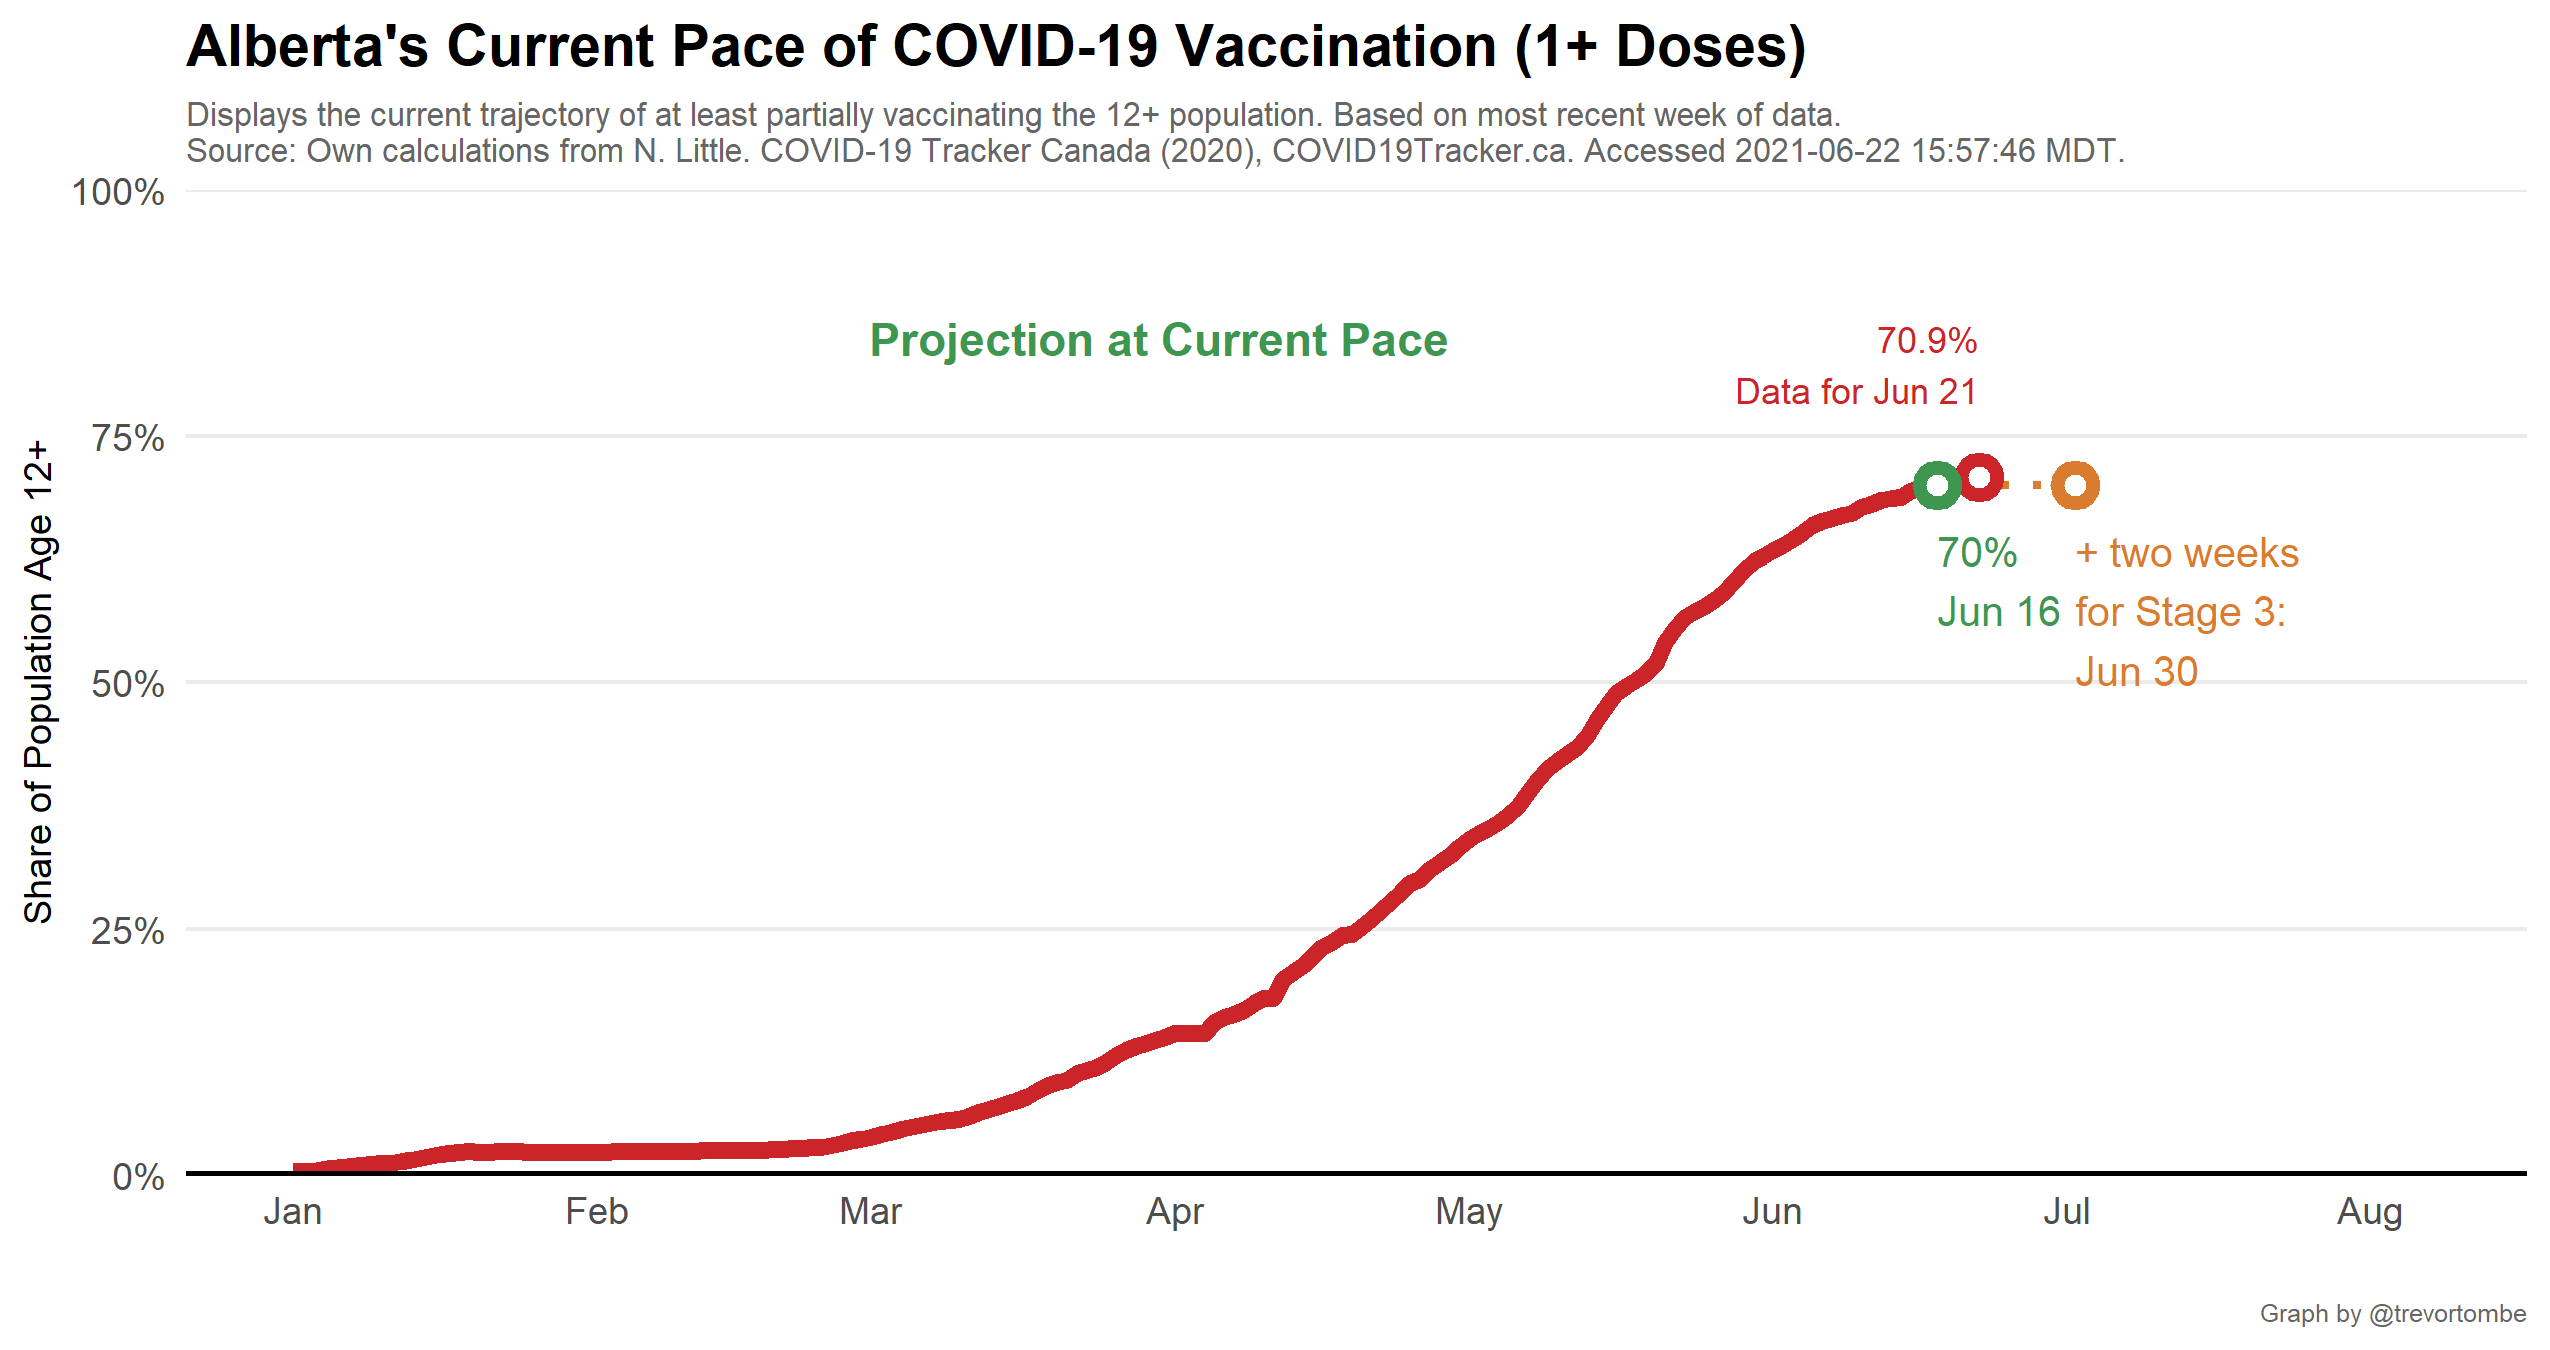 Alberta's Current Pace of COVID-19 Vaccination (1+ Doses)
Displays the current trajectory of at least partially vaccinating the 12+ population. Based on most recent week of data.
Source: Own calculations from N. Little. COVID-19 Tracker Canada (2020), COVID19Tracker.ca. Accessed 2021-06-22 15:57:46 MDT.
Share of Population Age 12+
100%
75%
50%
25%
0%
Projection at Current Pace
70.9%
Data for Jun 21
70%
Jun 16
+ two weeks
for Stage 3:
Jun 30
Jan
Feb
Mar
Apr
May
Jun
Jul
Aug
Graph by @trevortombe